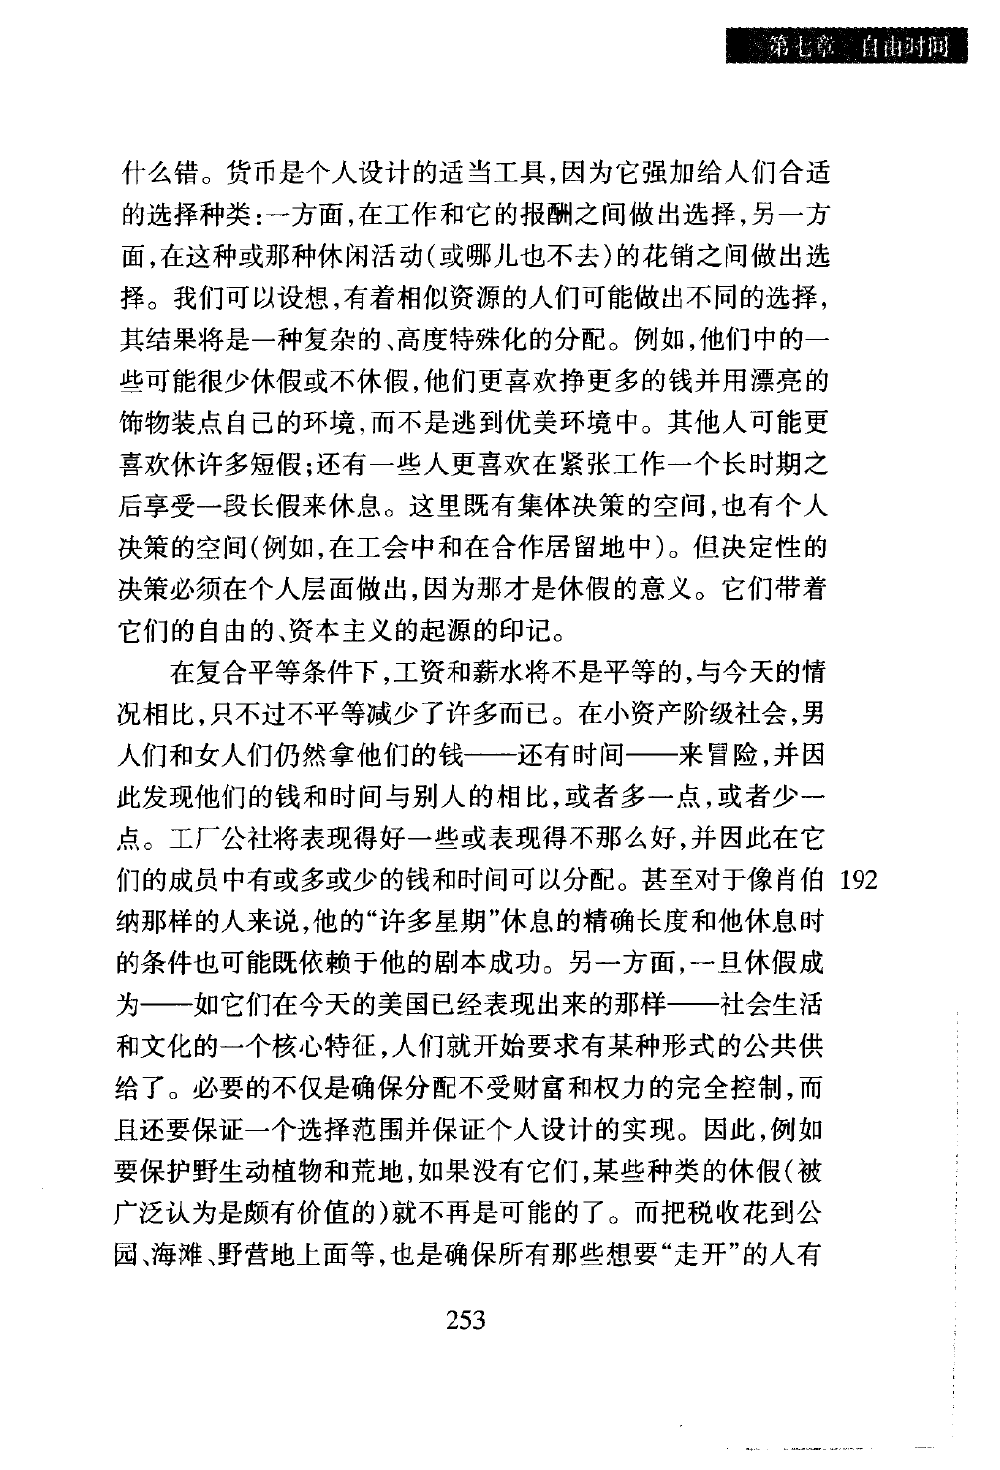 第七章 自由时间
什么错。货币是个人设计的适当工具,因为它强加给人们合适
的选择种类:一方面,在工作和它的报酬之间做出选择,另一方
面,在这种或那种休闲活动(或哪儿也不去)的花销之间做出选
择。我们可以设想,有着相似资源的人们可能做出不同的选择,
其结果将是一种复杂的、高度特殊化的分配。例如,他们中的一
些可能很少休假或不休假,他们更喜欢挣更多的钱并用漂亮的
饰物装点自己的环境,而不是逃到优美环境中。其他人可能更
喜欢休许多短假;还有一些人更喜欢在紧张工作一个长时期之
后享受一段长假来休息。这里既有集体决策的空间,也有个人
决策的空间(例如,在工会中和在合作居留地中)。但决定性的
决策必须在个人层面做出,因为那才是休假的意义。它们带着
它们的自由的、资本主义的起源的印记。
在复合平等条件下,工资和薪水将不是平等的,与今天的情
况相比,只不过不平等减少了许多而已。在小资产阶级社会,男
人们和女人们仍然拿他们的钱——还有时间——来冒险,并因
此发现他们的钱和时间与别人的相比,或者多一点,或者少一
点。工厂公社将表现得好一些或表现得不那么好,并因此在它
们的成员中有或多或少的钱和时间可以分配。甚至对于像肖伯 192
纳那样的人来说,他的“许多星期”休息的精确长度和他休息时
的条件也可能既依赖于他的剧本成功。另一方面,一旦休假成
为——如它们在今天的美国已经表现出来的那样——社会生活
和文化的一个核心特征,人们就开始要求有某种形式的公共供
给了。必要的不仅是确保分配不受财富和权力的完全控制,而
且还要保证一个选择范围并保证个人设计的实现。因此,例如
要保护野生动植物和荒地,如果没有它们,某些种类的休假(被
广泛认为是颇有价值的)就不再是可能的了。而把税收花到公
园、海滩、野营地上面等,也是确保所有那些想要“走开”的人有
253